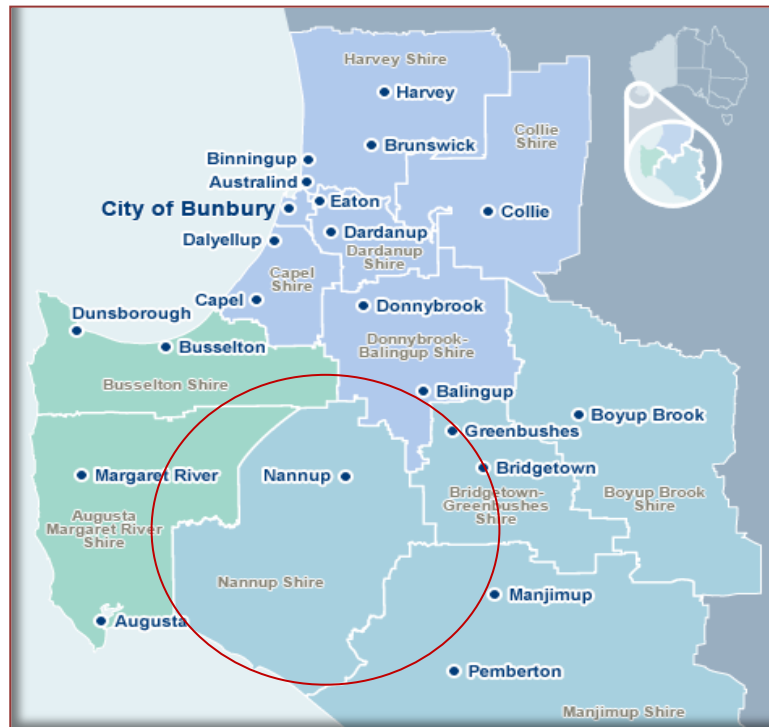 Harvey Shire
Harvey
Brunswick
Collie
Shire
Binningup
Australind
City of Bunbury
Eaton
Collie
Dalyellup
Dardanup
Dardanup
Shire
Capel
Shire
Capel
Donnybrook
Dunsborough
Busselton
Donnybrook-
Balingup Shire
Busselton Shire
Balingup
Boyup Brook
Greenbushes
Margaret River
Nannup
Bridgetown
Bridgetown-
Greenbushes
Shire
Boyup Brook
Shire
Augusta
Margaret River
Shire
Nannup Shire
Manjimup
Augusta
Pemberton
Manjimup Shire